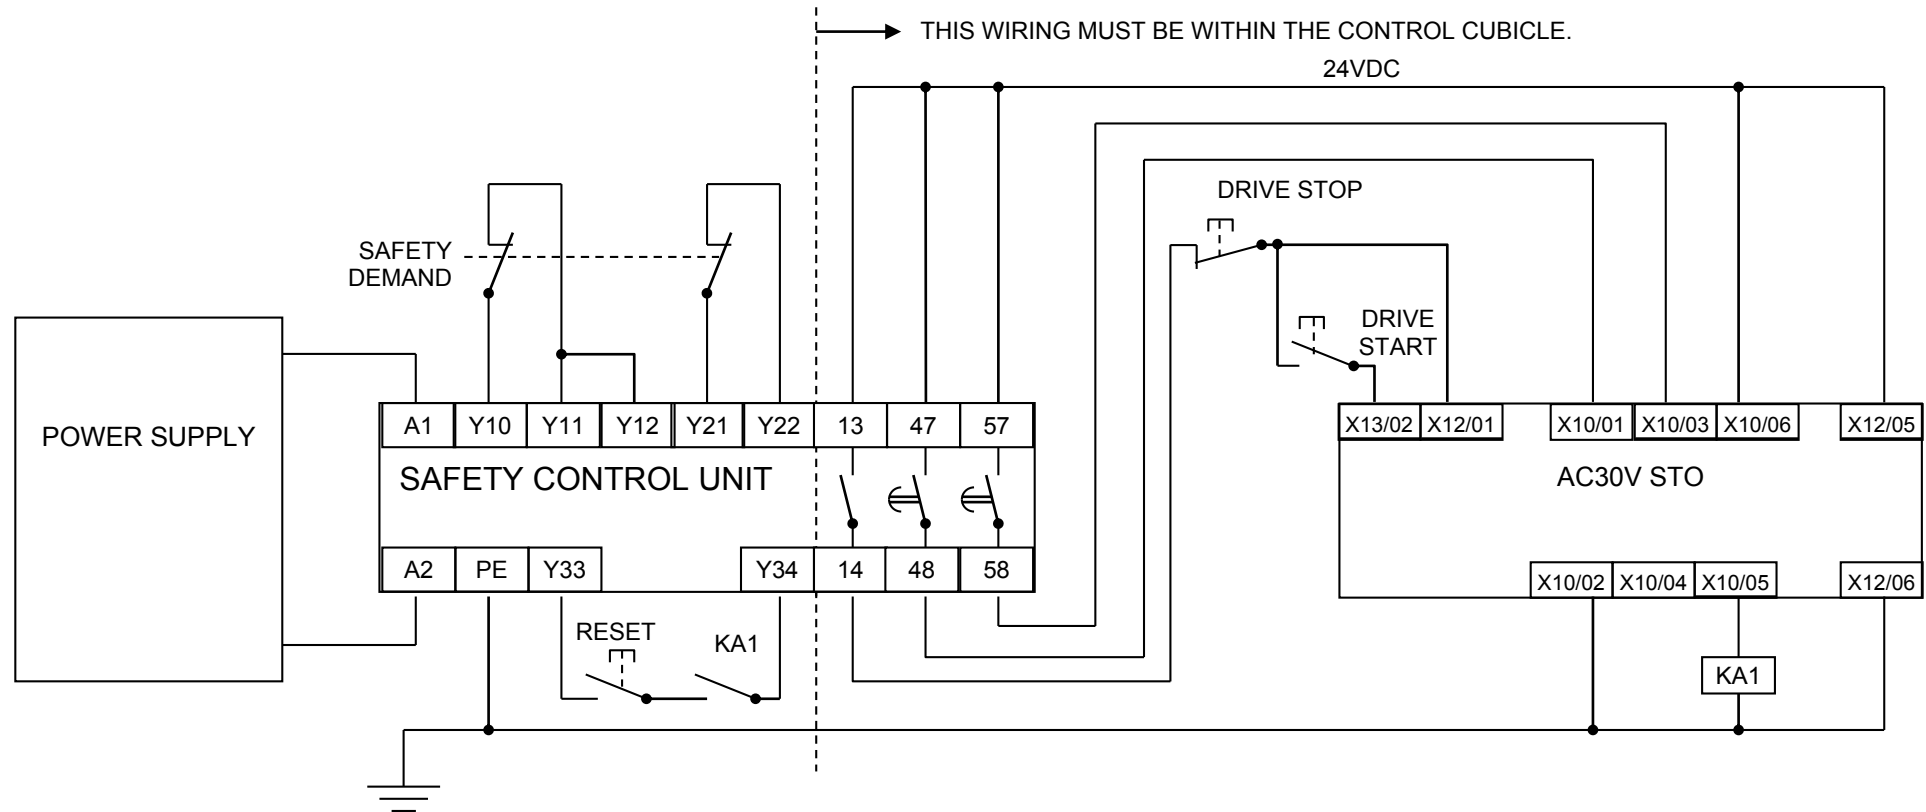 THIS WIRING MUST BE WITHIN THE CONTROL CUBICLE.
24VDC
DRIVE STOP
SAFETY
DEMAND
DRIVE
START
POWER SUPPLY
A1 Y10 Y11 Y12 Y21 Y22 13 47 57
X13/02 X12/01 X10/01 X10/03 X10/06 X12/05
SAFETY CONTROL UNIT
AC30V STO
A2 PE Y33 Y34 14 48 58
X10/02 X10/04 X10/05 X12/06
RESET
KA1
KA1